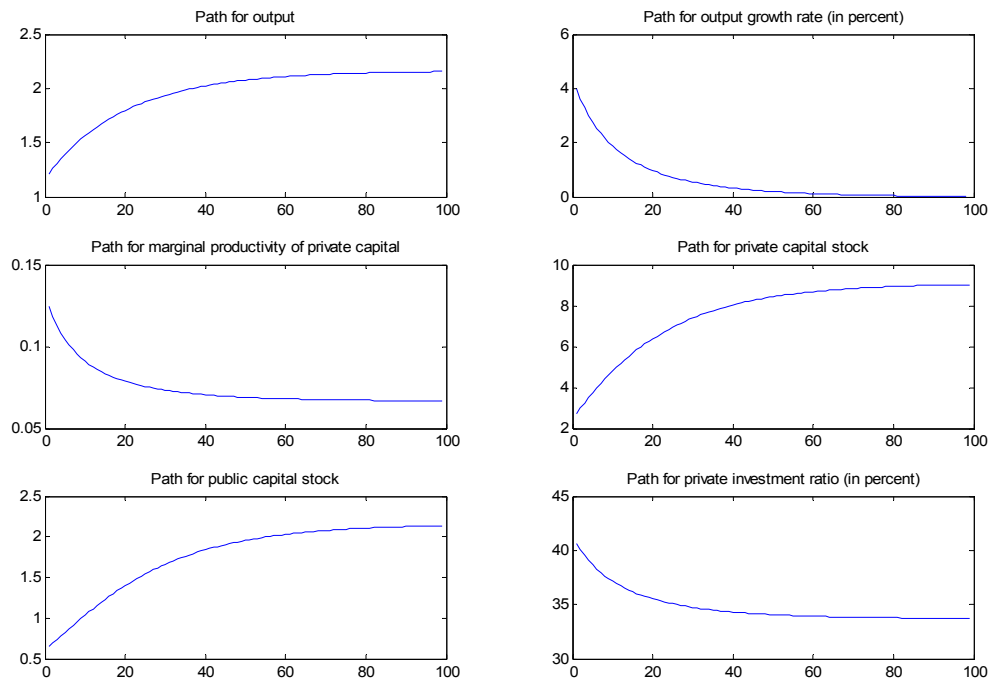 Path for output
2.5
2
1.5
1
0 20 40 60 80 100
Path for output growth rate (in percent)
6
4
2
0
0 20 40 60 80 100
Path for marginal productivity of private capital
0.15
0.1
0.05
0 20 40 60 80 100
Path for private capital stock
10
8
6
4
2
0 20 40 60 80 100
Path for public capital stock
2.5
2
1.5
1
0.5
0 20 40 60 80 100
Path for private investment ratio (in percent)
45
40
35
30
0 20 40 60 80 100